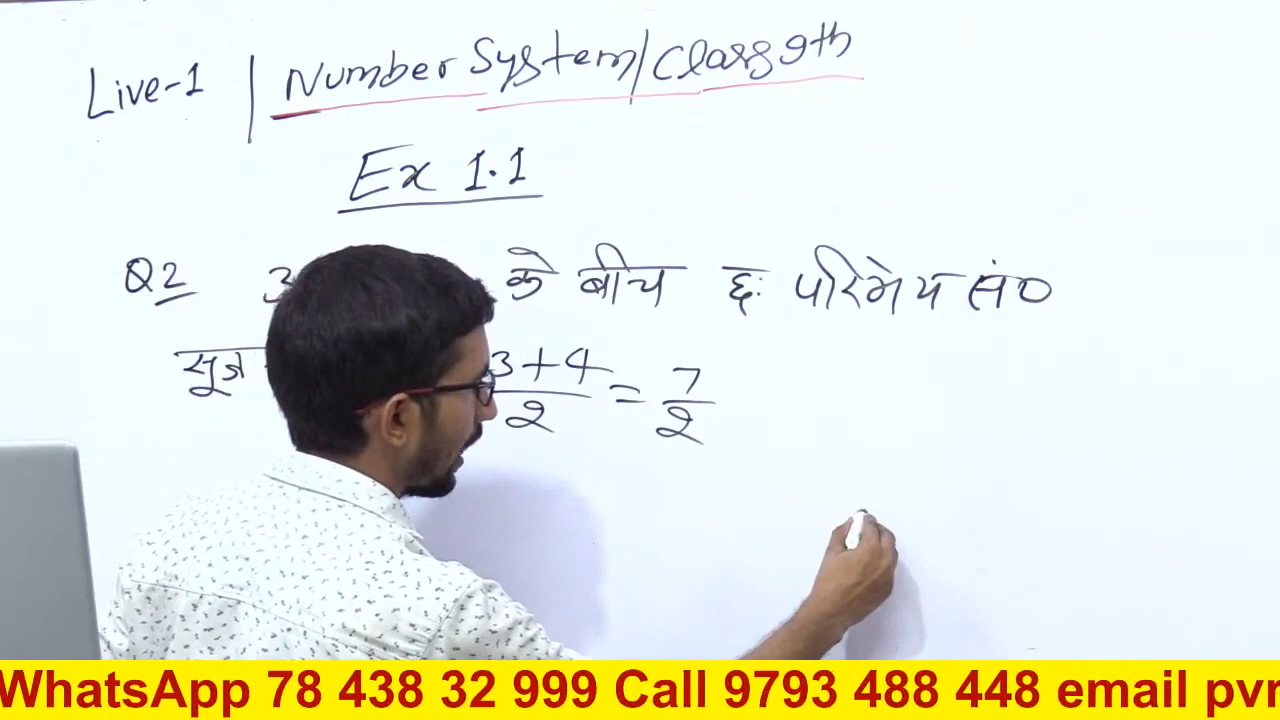 Live-1 | Number System/Class 9th
Ex 1.1
Q2 3 के बीच छः परिमेय सं०
सूत्र 3+4/2 = 7/2
WhatsApp 78 438 32 999 Call 9793 488 448 email pvr